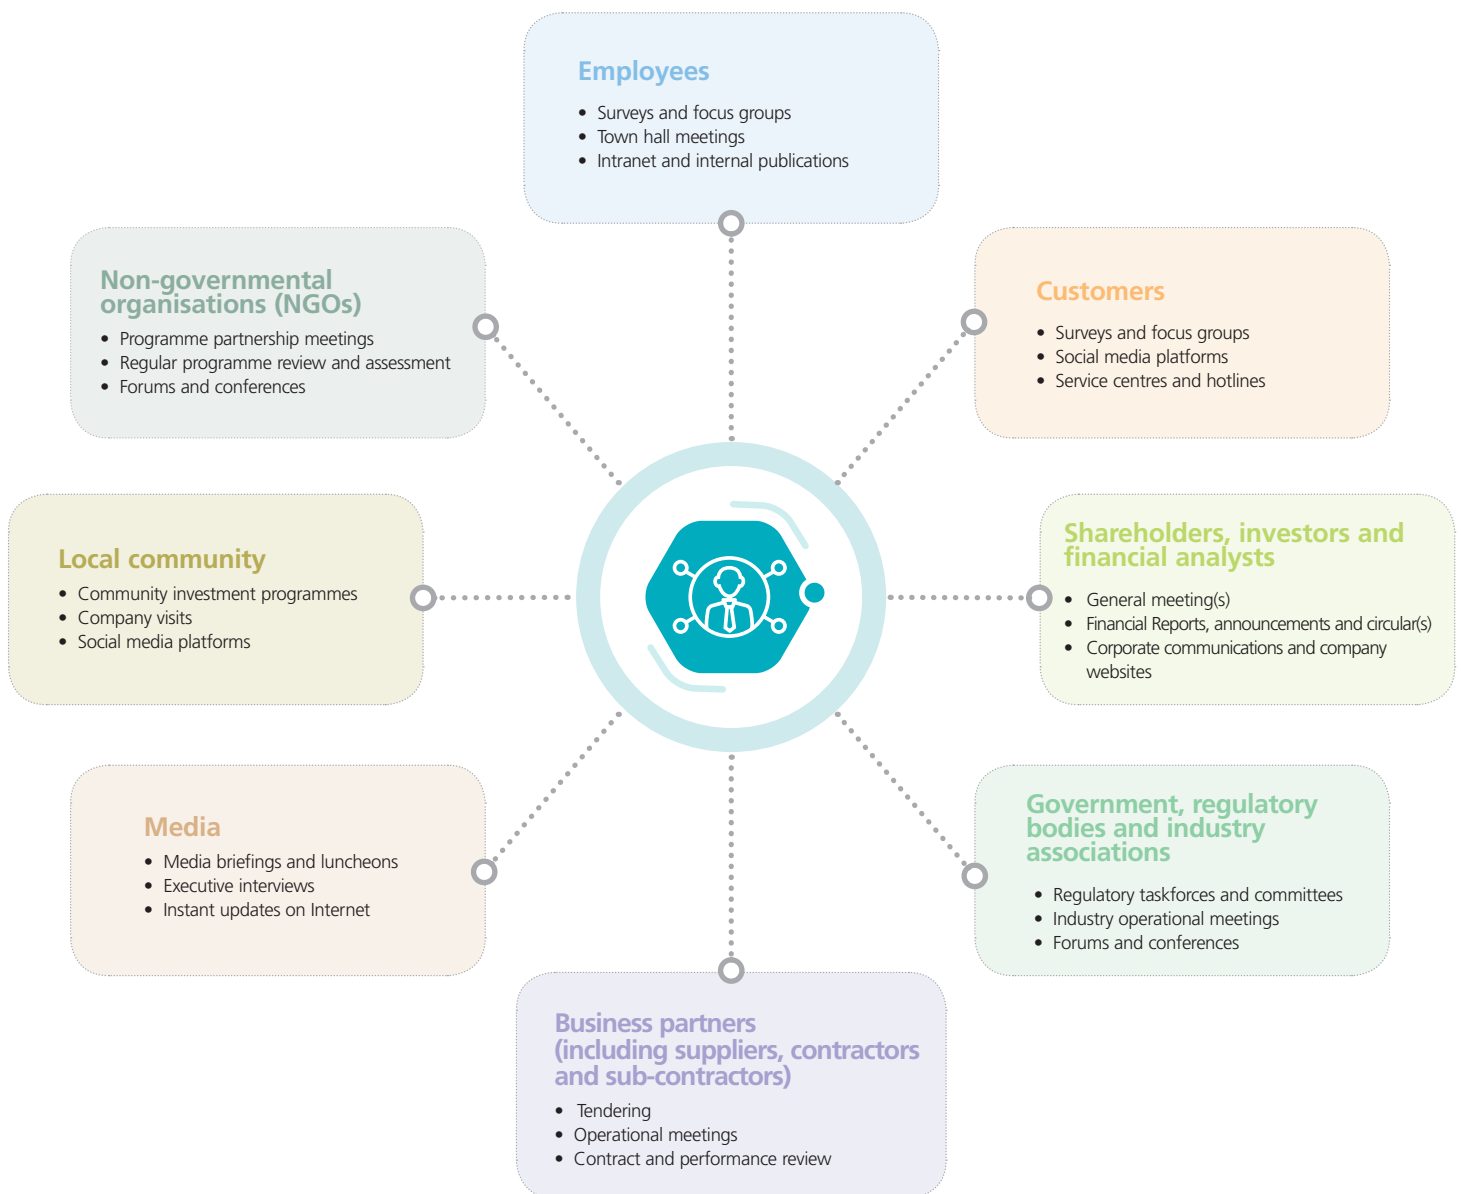 Employees
• Surveys and focus groups
• Town hall meetings
• Intranet and internal publications
Non-governmental
organisations (NGOs)
• Programme partnership meetings
• Regular programme review and assessment
• Forums and conferences
Customers
• Surveys and focus groups
• Social media platforms
• Service centres and hotlines
Local community
• Community investment programmes
• Company visits
• Social media platforms
Shareholders, investors and
financial analysts
• General meeting(s)
• Financial Reports, announcements and circular(s)
• Corporate communications and company
websites
Media
• Media briefings and luncheons
• Executive interviews
• Instant updates on Internet
Government, regulatory
bodies and industry
associations
• Regulatory taskforces and committees
• Industry operational meetings
• Forums and conferences
Business partners
(including suppliers, contractors
and sub-contractors)
• Tendering
• Operational meetings
• Contract and performance review